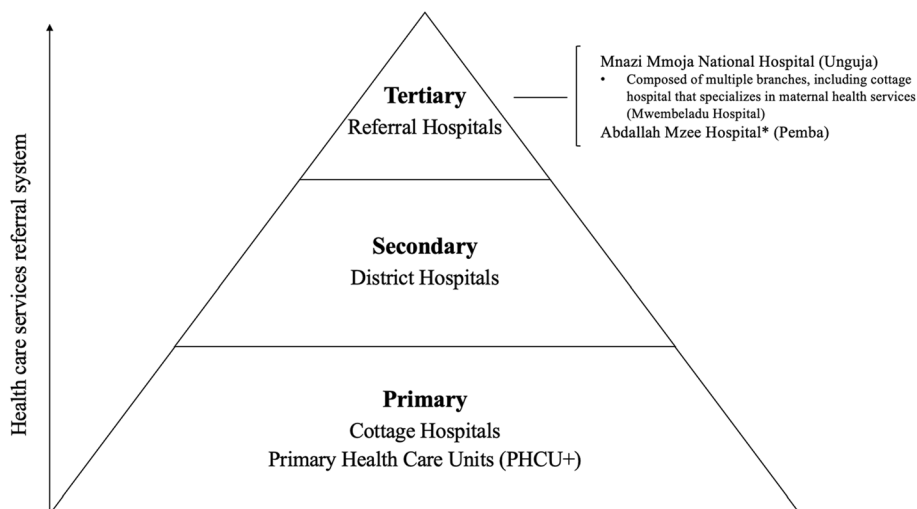 Health care services referral system
Tertiary
Referral Hospitals
Mnazi Mmoja National Hospital (Unguja)
• Composed of multiple branches, including cottage
hospital that specializes in maternal health services
(Mwembeladu Hospital)
Abdallah Mzee Hospital* (Pemba)
Secondary
District Hospitals
Primary
Cottage Hospitals
Primary Health Care Units (PHCU+)